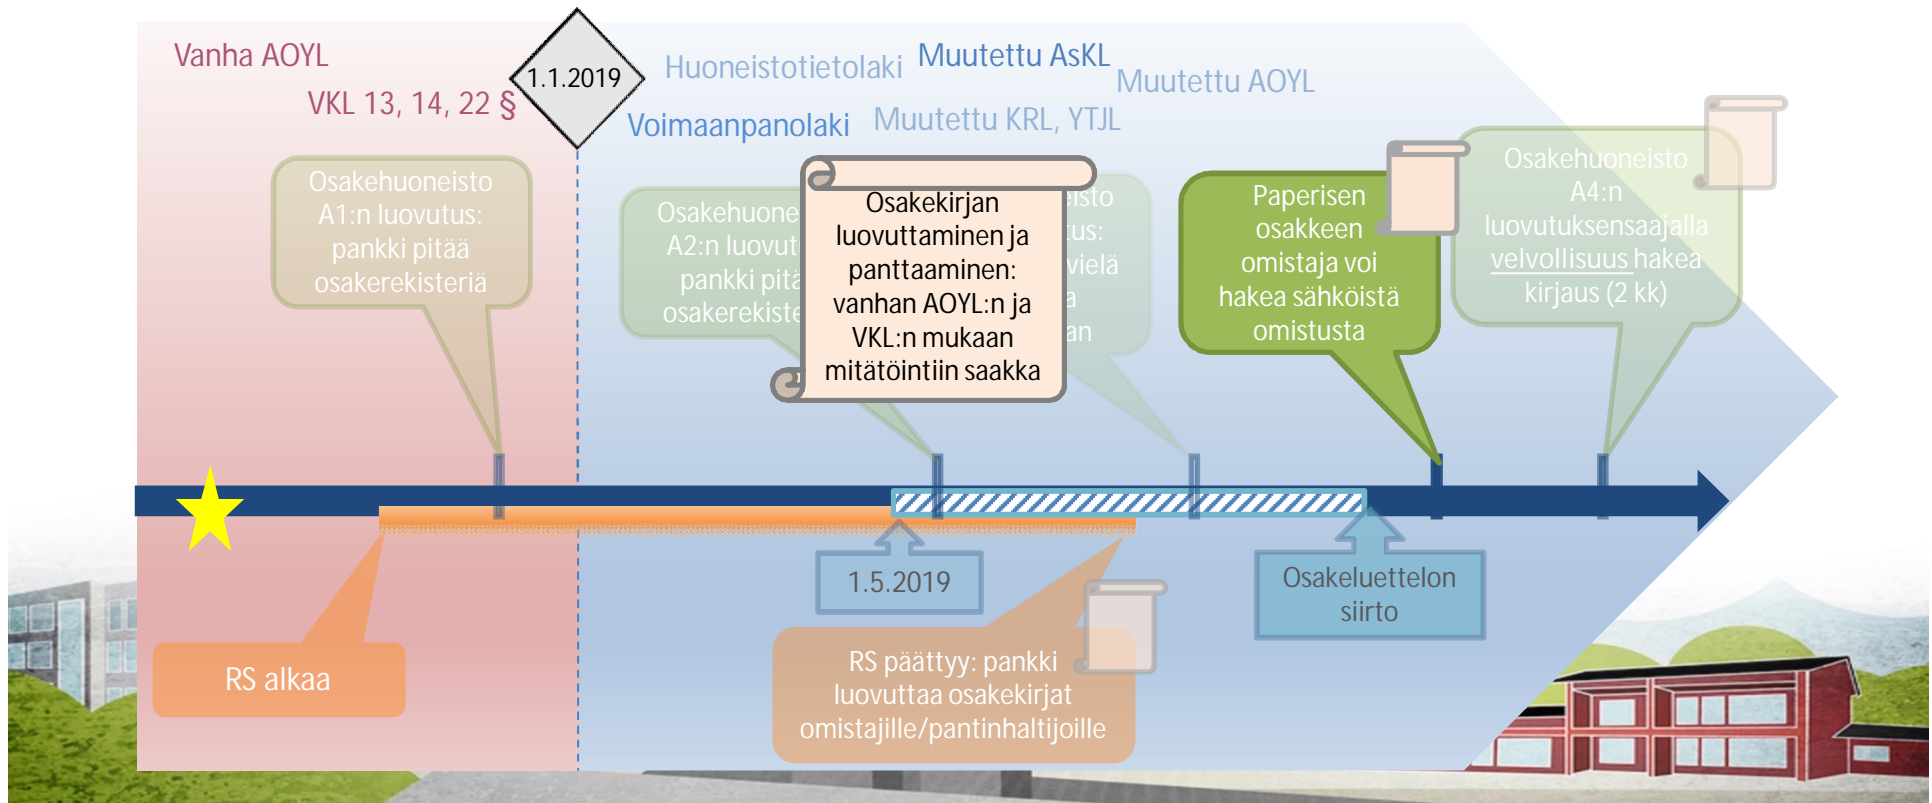 Vanha AOYL
VKL 13, 14, 22 §
1.1.2019
Huoneistotietolaki
Muutettu AsKL
Muutettu AOYL
Voimaanpanolaki
Muutettu KRL, YTJL
Osakehuoneisto
A1:n luovutus:
pankki pitää
osakerekisteriä
Osakehuone
A2:n luovut
pankki pitä
osakerekiste
Osakekirjan
luovuttaminen ja
panttaaminen:
vanhan AOYL:n ja
VKL:n mukaan
mitätöintiin saakka
eisto
tus:
vielä
a
an
Paperisen
osakkeen
omistaja voi
hakea sähköistä
omistusta
Osakehuoneisto
A4:n
luovutuksensaajalla
velvollisuus hakea
kirjaus (2 kk)
1.5.2019
Osakeluettelon
siirto
RS alkaa
RS päättyy: pankki
luovuttaa osakekirjat
omistajille/pantinhaltijoille